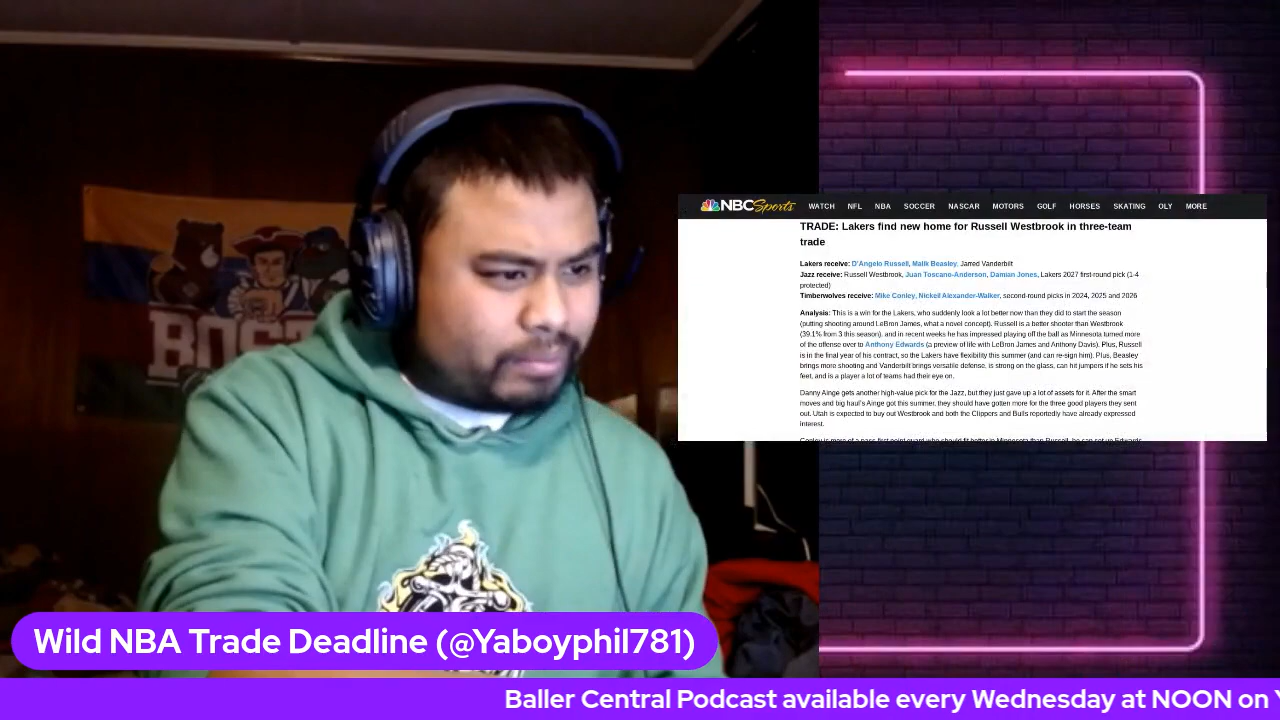 BOST
NBC Sports WATCH NFL NBA SOCCER NASCAR MOTORS GOLF HORSES SKATING OLY MORE
TRADE: Lakers find new home for Russell Westbrook in three-team
trade
Lakers receive: D'Angelo Russell, Malik Beasley, Jarred Vanderbilt
Jazz receive: Russell Westbrook, Juan Toscano-Anderson, Damian Jones, Lakers 2027 first-round pick (1-4
protected)
Timberwolves receive: Mike Conley, Nickeil Alexander-Walker, second-round picks in 2024, 2025 and 2026
Analysis: This is a win for the Lakers, who suddenly look a lot better now than they did to start the season
(putting shooting around LeBron James, what a novel concept). Russell is a better shooter than Westbrook
(39.1% from 3 this season), and in recent weeks he has impressed playing off the ball as Minnesota turned more
of the offense over to Anthony Edwards (a preview of life with LeBron James and Anthony Davis). Plus, Russell
is in the final year of his contract, so the Lakers have flexibility this summer (and can re-sign him). Plus, Beasley
brings more shooting and Vanderbilt brings versatile defense, is strong on the glass, can hit jumpers if he sets his
feet, and is a player a lot of teams had their eye on.
Danny Ainge gets another high-value pick for the Jazz, but they just gave up a lot of assets for it. After the smart
moves and big haul's Ainge got this summer, they should have gotten more for the three good players they sent
out. Utah is expected to buy out Westbrook and both the Clippers and Bulls reportedly have already expressed
interest.
Wild NBA Trade Deadline (@Yaboyphil781)
Baller Central Podcast available every Wednesday at NOON on